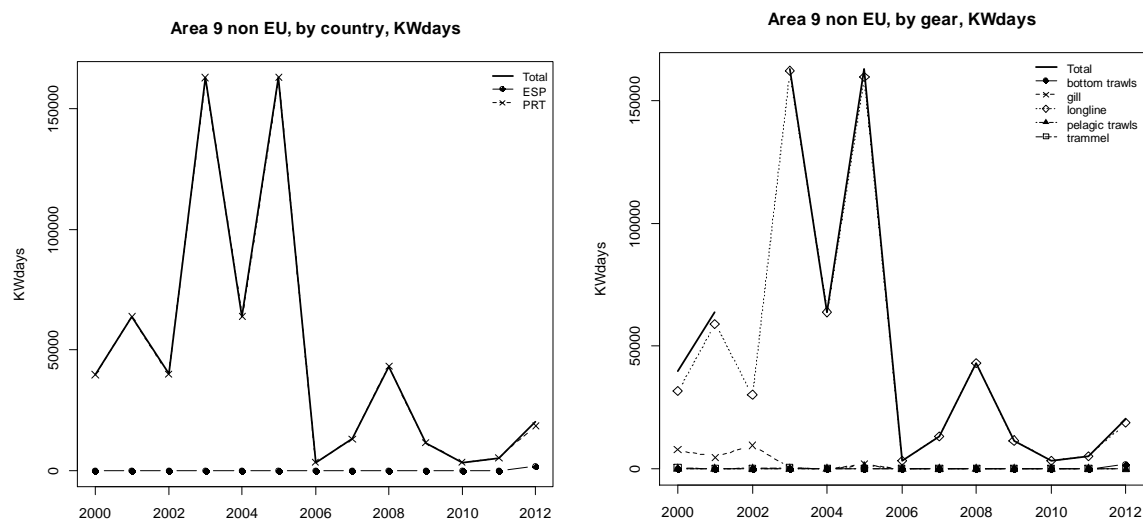 Area 9 non EU, by country, KWdays
KWdays
150000
100000
50000
0
2000 2002 2004 2006 2008 2010 2012
Total
ESP
PRT
Area 9 non EU, by gear, KWdays
KWdays
150000
100000
50000
0
2000 2002 2004 2006 2008 2010 2012
Total
bottom trawls
gill
longline
pelagic trawls
trammel